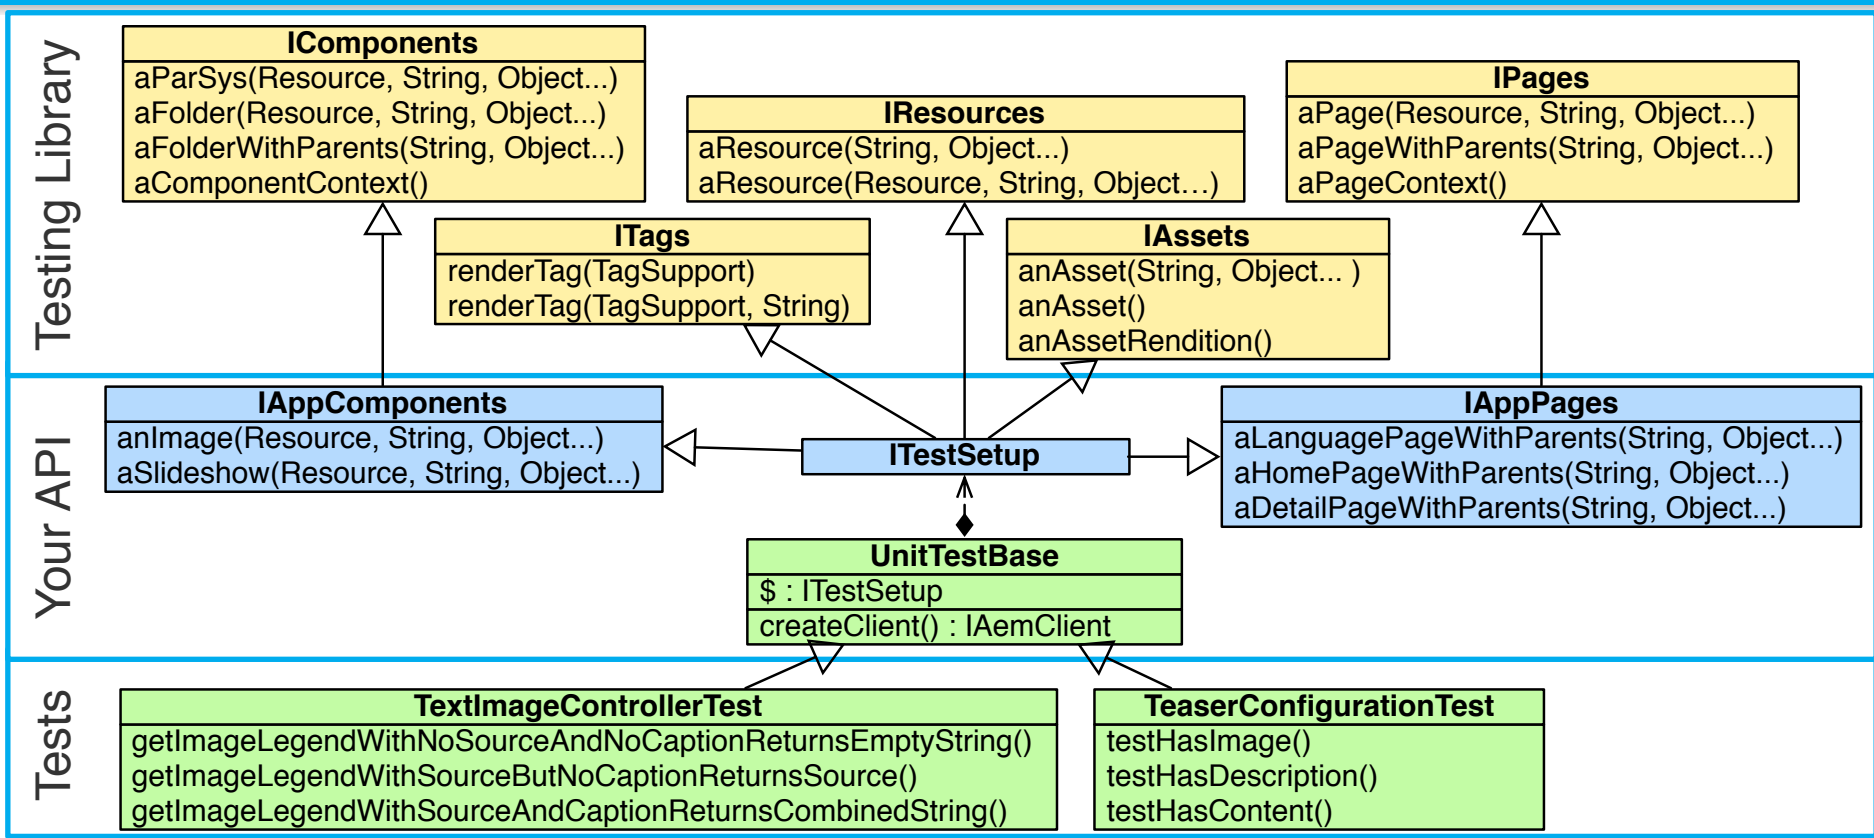 Testing Library
IComponents
aParSys(Resource, String, Object...)
aFolder(Resource, String, Object...)
aFolderWithParents(String, Object...)
aComponentContext()
IResources
aResource(String, Object...)
aResource(Resource, String, Object...)
IPages
aPage(Resource, String, Object...)
aPageWithParents(String, Object...)
aPageContext()
ITags
renderTag(TagSupport)
renderTag(TagSupport, String)
IAssets
anAsset(String, Object... )
anAsset()
anAssetRendition()
Your API
IAppComponents
anImage(Resource, String, Object...)
aSlideshow(Resource, String, Object...)
ITestSetup
IAppPages
aLanguagePageWithParents(String, Object...)
aHomePageWithParents(String, Object...)
aDetailPageWithParents(String, Object...)
UnitTestBase
$ : ITestSetup
createClient() : IAemClient
Tests
TextImageControllerTest
getImageLegendWithNoSourceAndNoCaptionReturnsEmptyString()
getImageLegendWithSourceButNoCaptionReturnsSource()
getImageLegendWithSourceAndCaptionReturnsCombinedString()
TeaserConfigurationTest
testHasImage()
testHasDescription()
testHasContent()